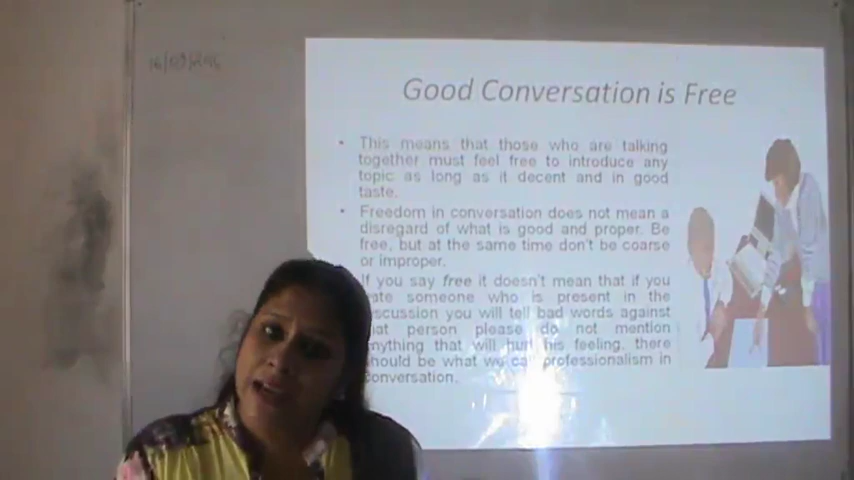 Good Conversation is Free
• This means that those who are talking
together must feel free to introduce any
topic as long as it decent and in good
taste.
• Freedom in conversation does not mean a
disregard of what is good and proper. Be
free, but at the same time don't be coarse
or improper.
If you say free it doesn't mean that if you
someone who is present in the
you will tell bad words against
person please do not mention
that will hurt his feeling, there
be what we call professionalism in